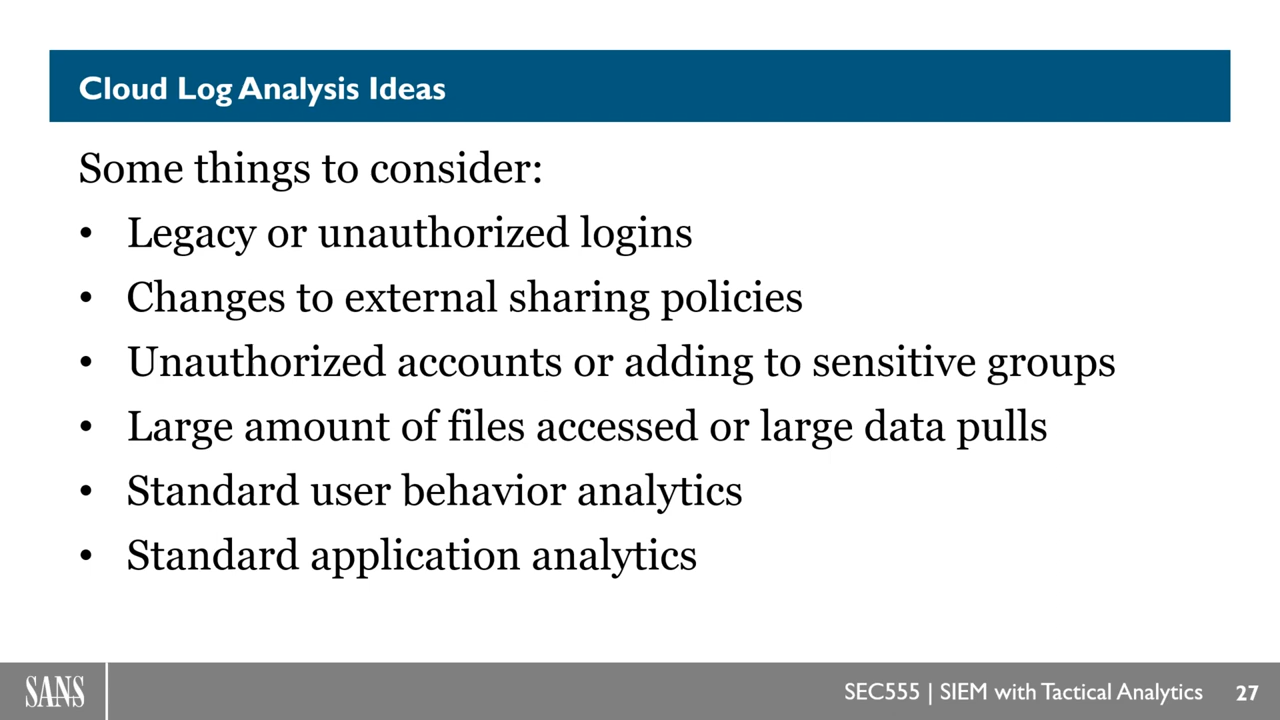 Cloud Log Analysis Ideas
Some things to consider:
• Legacy or unauthorized logins
• Changes to external sharing policies
• Unauthorized accounts or adding to sensitive groups
• Large amount of files accessed or large data pulls
• Standard user behavior analytics
• Standard application analytics
SANS
SEC555 | SIEM with Tactical Analytics
27